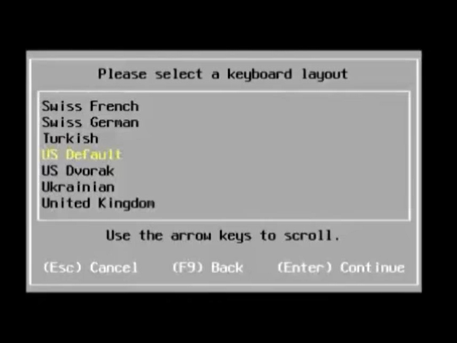 Please select a keyboard layout
Swiss French
Swiss German
Turkish
US Default
US Dvorak
Ukrainian
United Kingdom
Use the arrow keys to scroll.
(Esc) Cancel (F9) Back (Enter) Continue